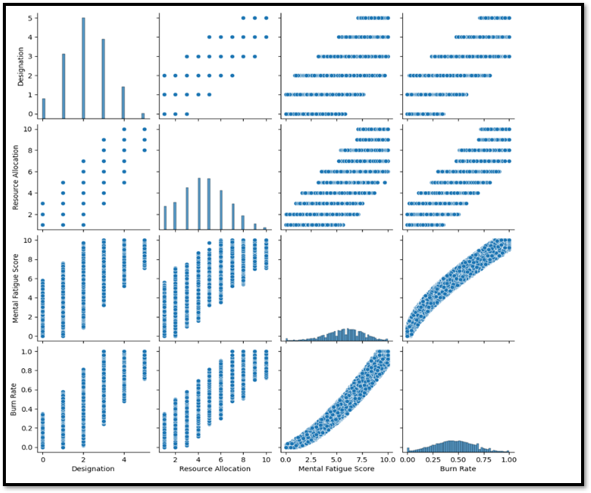 Designation
5
4
3
2
1
0
Resource Allocation
10
8
6
4
2
Mental Fatigue Score
10
8
6
4
2
0
Burn Rate
1.0
0.8
0.6
0.4
0.2
0.0
0 2 4
2 4 6 8 10
0.0 2.5 5.0 7.5 10.0
0.00 0.25 0.50 0.75 1.00
Designation Resource Allocation Mental Fatigue Score Burn Rate